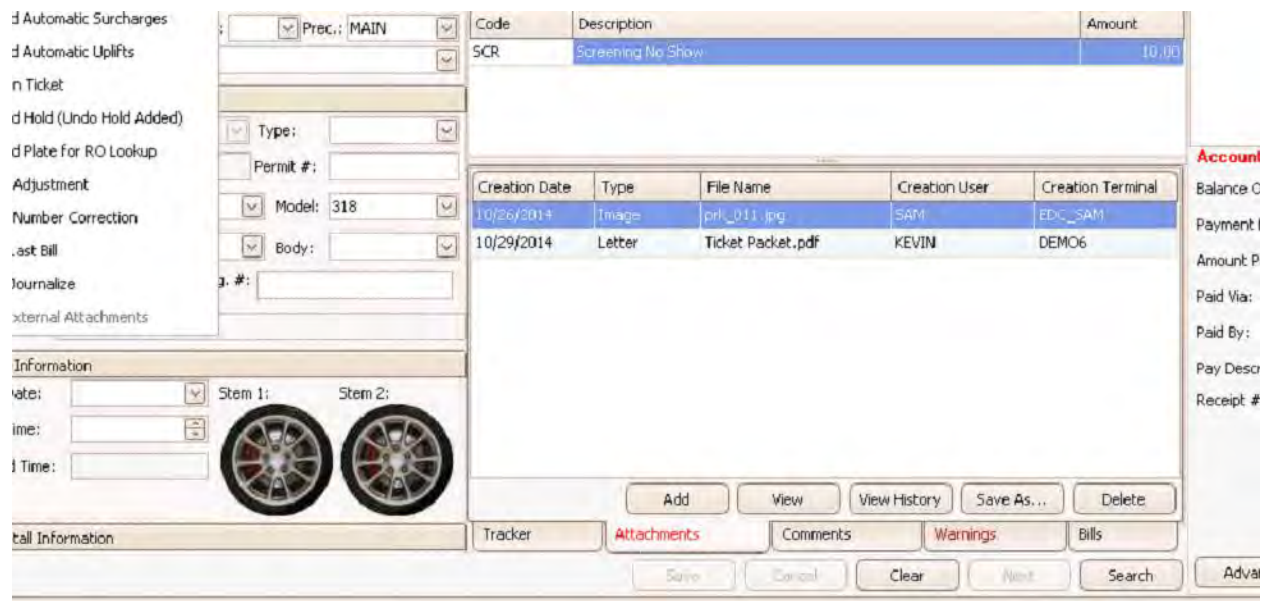 d Automatic Surcharges
d Automatic Uplifts
n Ticket
d Hold (Undo Hold Added)
d Plate for RO Lookup
Adjustment
Number Correction
Last Bill
Journalize
xternal Attachments
: Prec.: MAIN
Type:
Permit #:
Model: 318
Body:
g. #:
Information
ate: Stem 1: Stem 2:
ime:
d Time:
tall Information
Code Description Amount
SCR Screening No Show 10.00
Creation Date Type File Name Creation User Creation Terminal
10/26/2014 Image prk_011.jpg SAM EDC_SAM
10/29/2014 Letter Ticket Packet.pdf KEVIN DEMO6
Add View View History Save As... Delete
Tracker Attachments Comments Warnings Bills
Save Cancel Clear Next Search
Account
Balance O
Payment
Amount P
Paid Via:
Paid By:
Pay Descr
Receipt #
Adva